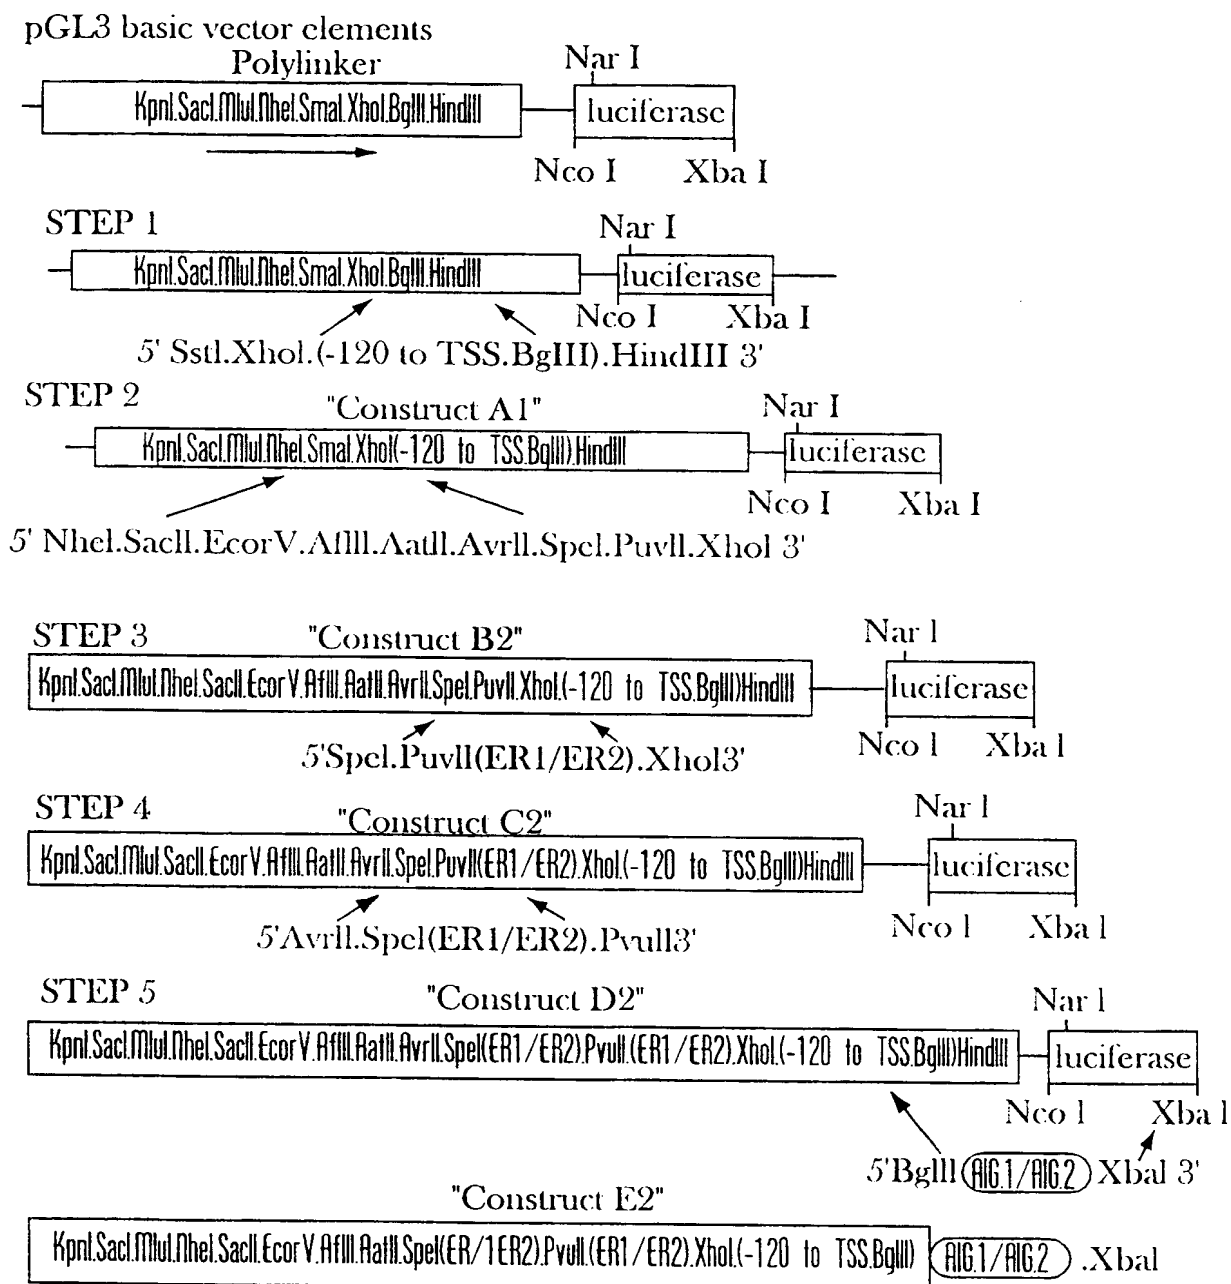 pGL3 basic vector elements
Polylinker
Nar I
KpnI.SacI.MluI.NheI.SmaI.XhoI.BglII.HindIII
luciferase
Nco I Xba I
STEP 1
Nar I
KpnI.SacI.MluI.NheI.SmaI.XhoI.BglII.HindIII
luciferase
Nco I Xba I
5' SstI.XhoI.(-120 to TSS.BgIII).HindIII 3'
STEP 2
"Construct A1"
Nar I
KpnI.SacI.MluI.NheI.SmaI.XhoI(-120 to TSS.BglII).HindIII
luciferase
Nco I Xba I
5' NheI.SacII.EcorV.AflII.AatII.AvrII.SpeI.PuvII.XhoI 3'
STEP 3
"Construct B2"
Nar I
KpnI.SacI.MluI.NheI.SacII.EcorV.AflII.AatII.AvrII.SpeI.PuvII.XhoI.(-120 to TSS.BglII)HindIII
luciferase
Nco I Xba I
5'SpeI.PuvII(ER1/ER2).XhoI3'
STEP 4
"Construct C2"
Nar I
KpnI.SacI.MluI.SacII.EcorV.AflII.AatII.AvrII.SpeI.PuvII(ER1/ER2).XhoI.(-120 to TSS.BglII)HindIII
luciferase
Nco I Xba I
5'AvrII.SpeI(ER1/ER2).PvuII3'
STEP 5
"Construct D2"
Nar I
KpnI.SacI.MluI.NheI.SacII.EcorV.AflII.AatII.AvrII.SpeI(ER1/ER2).PvuII.(ER1/ER2).XhoI.(-120 to TSS.BglII)HindIII
luciferase
Nco I Xba I
5'BglII AIG.1/AIG.2 XbaI 3'
"Construct E2"
KpnI.SacI.MluI.NheI.SacII.EcorV.AflII.AatII.SpeI(ER/1ER2).PvuII.(ER1/ER2).XhoI.(-120 to TSS.BglII) AIG.1/AIG.2 .XbaI